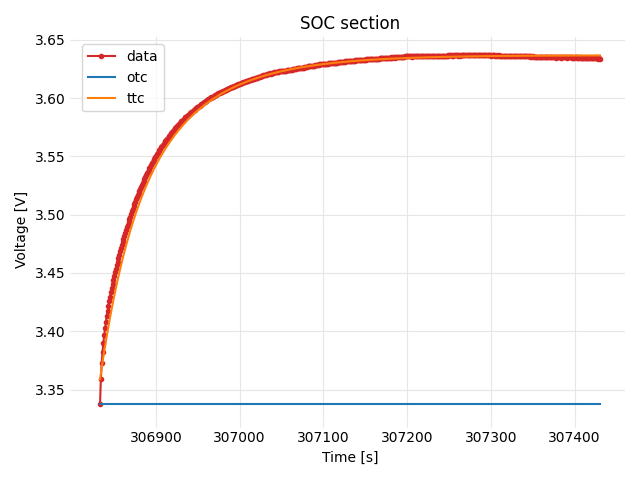 SOC section
3.65
3.60
3.55
3.50
3.45
3.40
3.35
Voltage [V]
data
otc
ttc
306900
307000
307100
307200
307300
307400
Time [s]